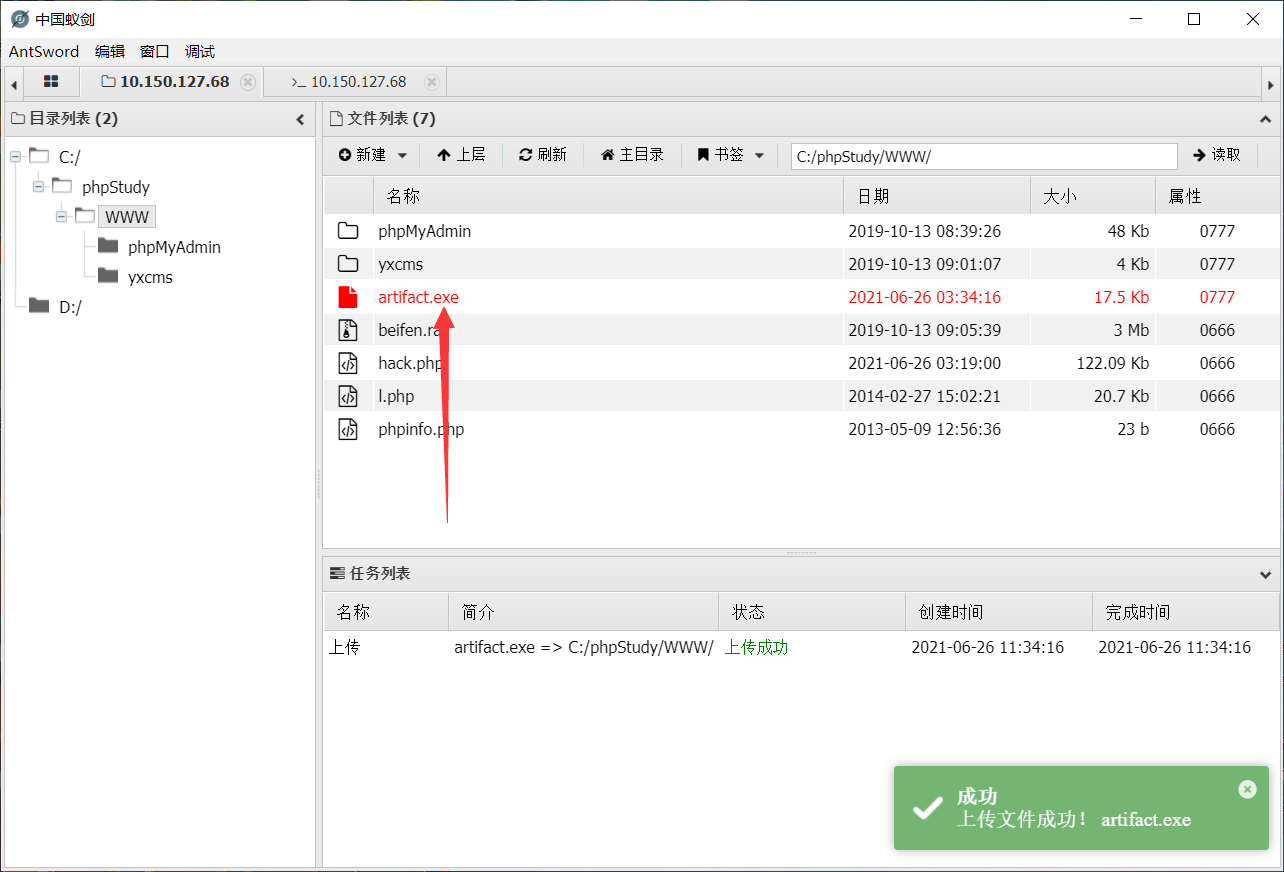 中国蚁剑
AntSword 编辑 窗口 调试
10.150.127.68 >_ 10.150.127.68
目录列表 (2)
C:/
phpStudy
WWW
phpMyAdmin
yxcms
D:/
文件列表 (7)
新建 上层 刷新 主目录 书签 C:/phpStudy/WWW/ 读取
名称 日期 大小 属性
phpMyAdmin 2019-10-13 08:39:26 48 Kb 0777
yxcms 2019-10-13 09:01:07 4 Kb 0777
artifact.exe 2021-06-26 03:34:16 17.5 Kb 0777
beifen.ra 2019-10-13 09:05:39 3 Mb 0666
hack.php 2021-06-26 03:19:00 122.09 Kb 0666
l.php 2014-02-27 15:02:21 20.7 Kb 0666
phpinfo.php 2013-05-09 12:56:36 23 b 0666
任务列表
名称 简介 状态 创建时间 完成时间
上传 artifact.exe => C:/phpStudy/WWW/ 上传成功 2021-06-26 11:34:16 2021-06-26 11:34:16
成功
上传文件成功！ artifact.exe